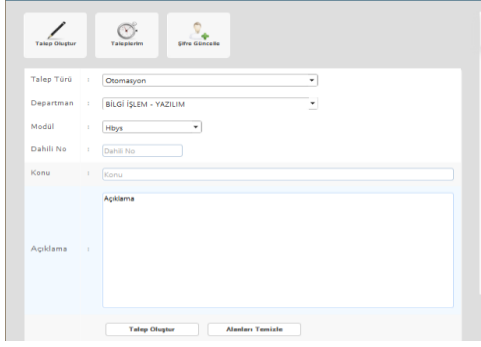 Talep Oluştur Taleplerim Şifre Güncelle
Talep Türü : Otomasyon
Departman : BİLGİ İŞLEM - YAZILIM
Modül : Hbys
Dahili No : Dahili No
Konu : Konu
Açıklama
Açıklama :
Talep Oluştur Alanları Temizle